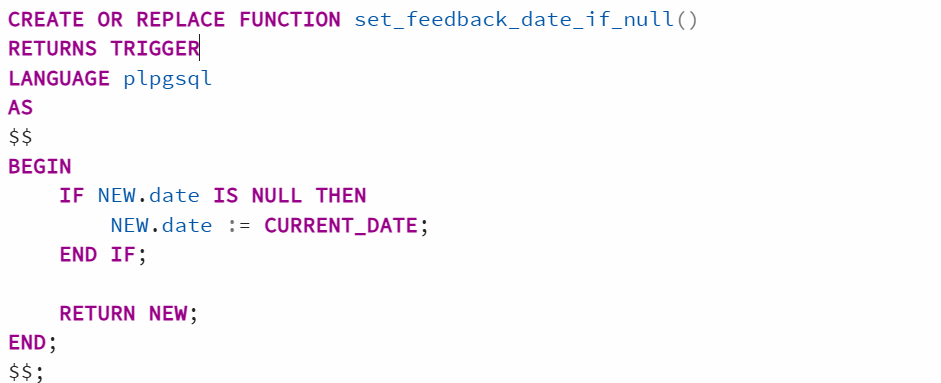 CREATE OR REPLACE FUNCTION set_feedback_date_if_null()
RETURNS TRIGGER
LANGUAGE plpgsql
AS
$$
BEGIN
    IF NEW.date IS NULL THEN
        NEW.date := CURRENT_DATE;
    END IF;

    RETURN NEW;
END;
$$;